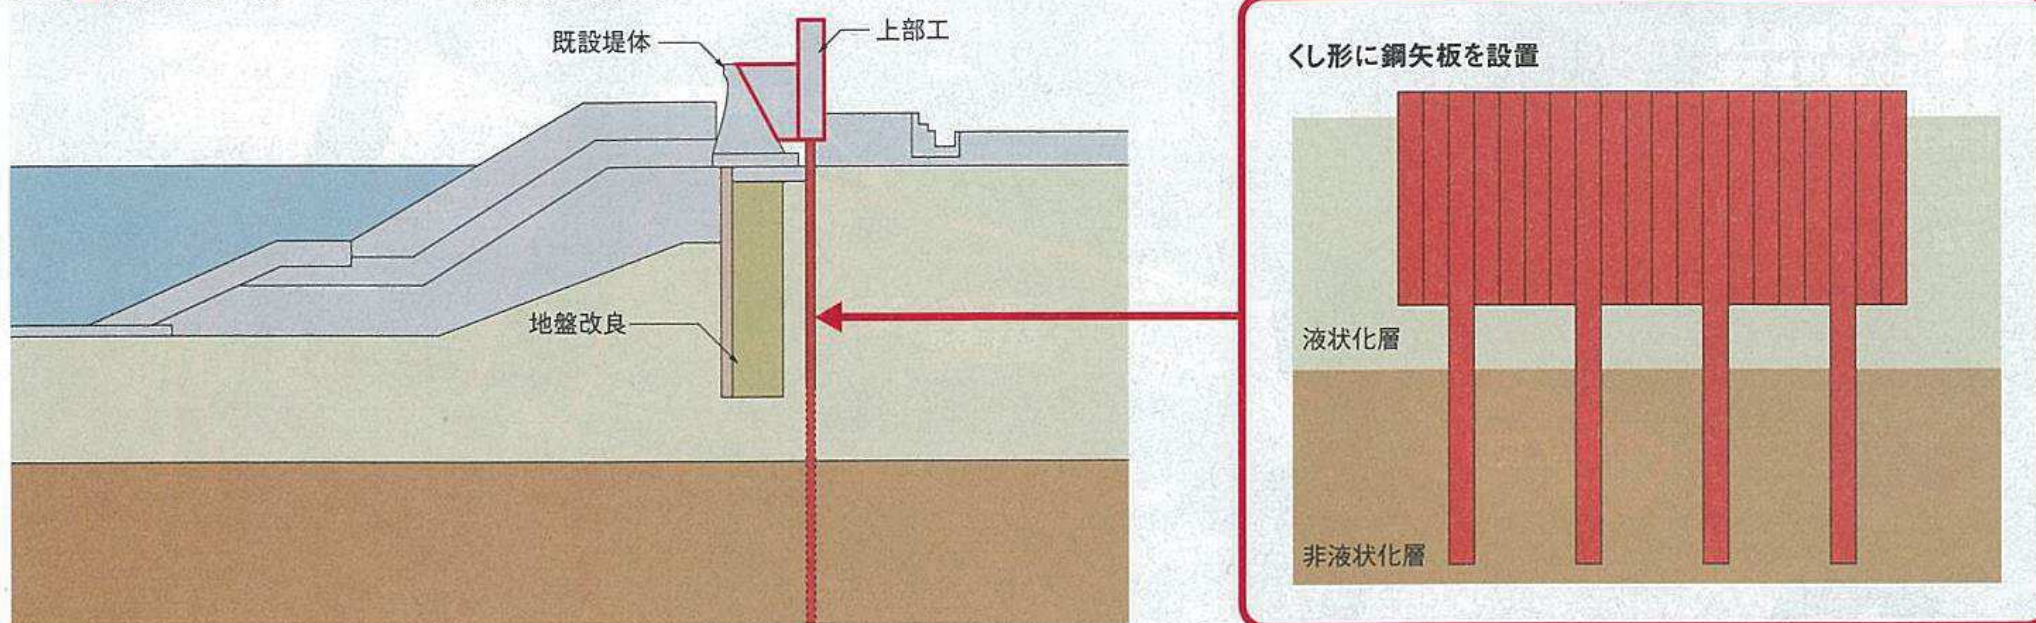 既設堤体
上部工
地盤改良
くし形に鋼矢板を設置
液状化層
非液状化層